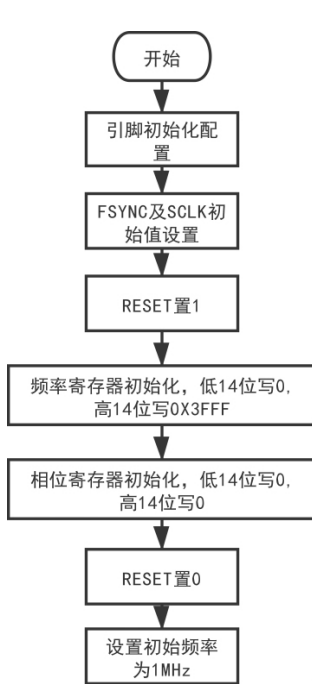 开始
引脚初始化配
置
FSYNC及SCLK初
始值设置
RESET置1
频率寄存器初始化，低14位写0，
高14位写0X3FFF
相位寄存器初始化，低14位写0，
高14位写0
RESET置0
设置初始频率
为1MHz